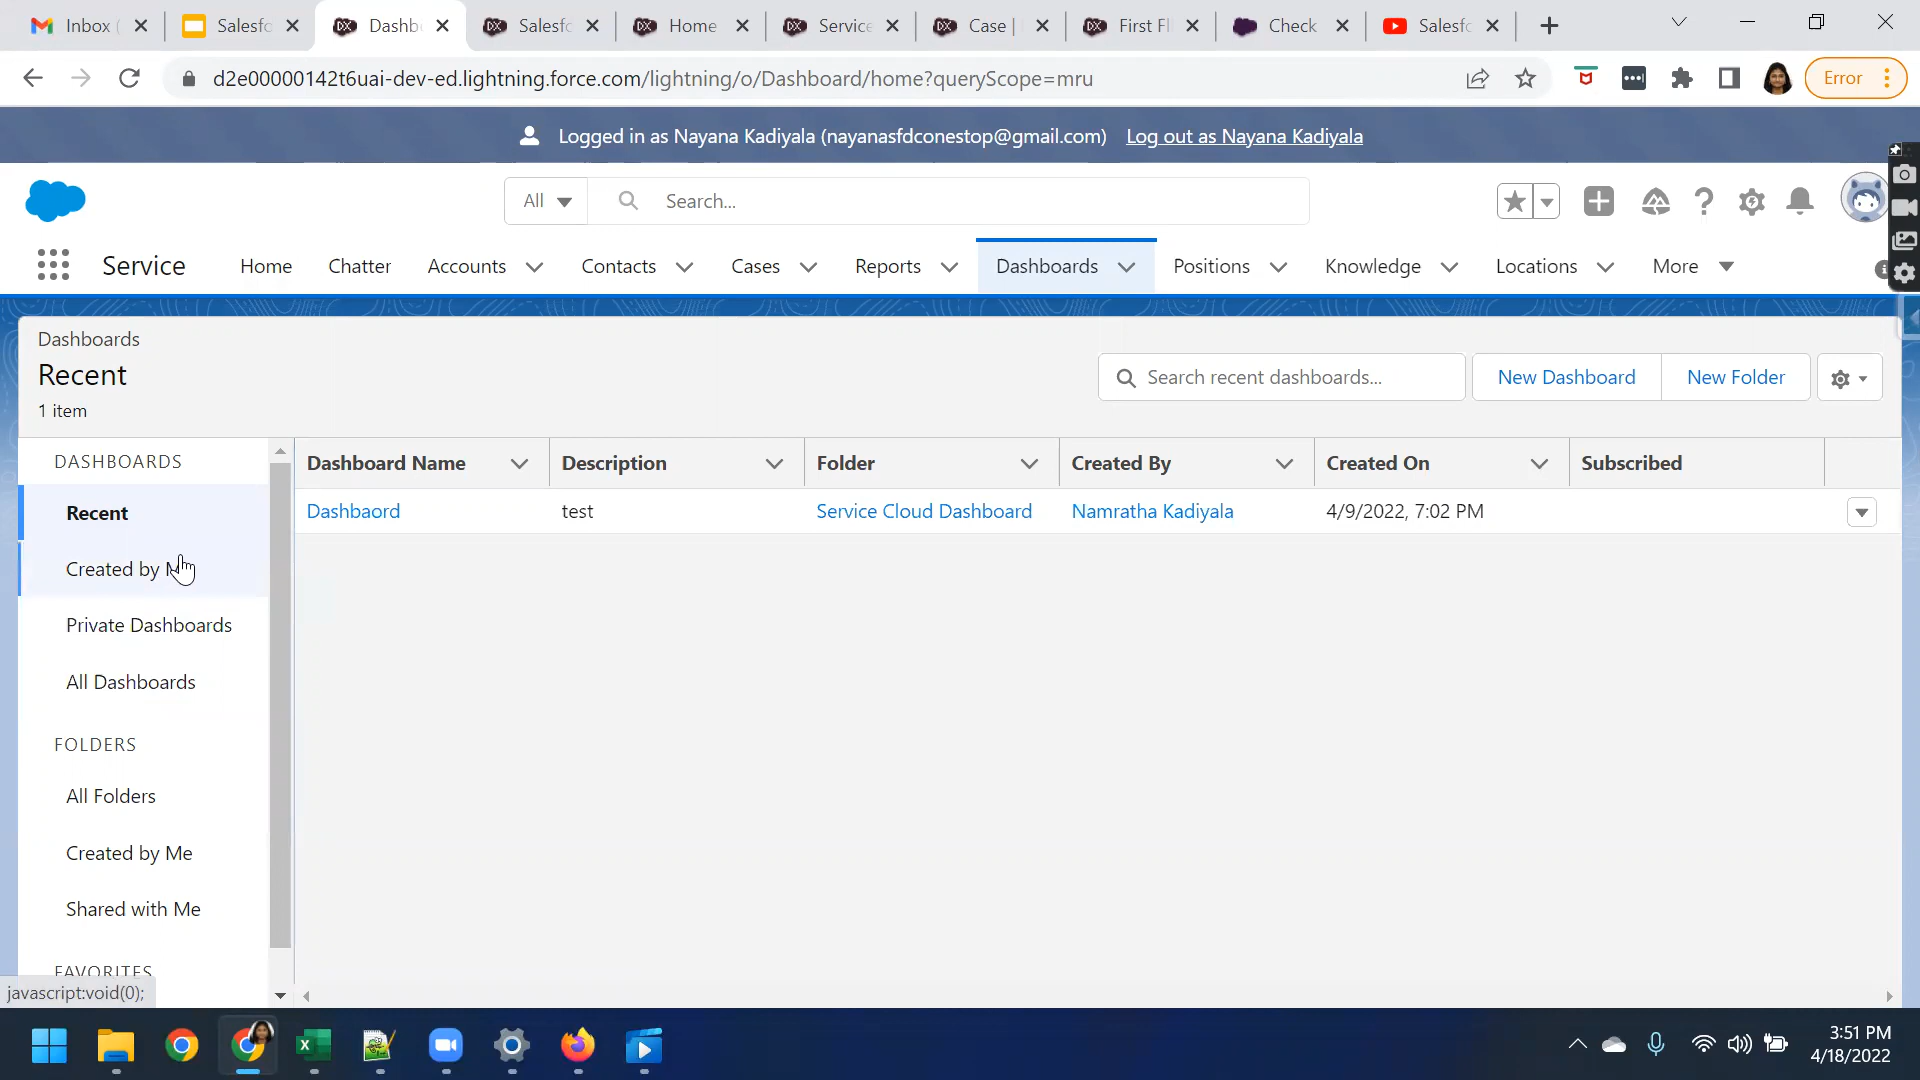 Inbox (
Salesfo
Dashbo
Salesfo
Home
Service
Case |
First Fl
Check
Salesfo
d2e00000142t6uai-dev-ed.lightning.force.com/lightning/o/Dashboard/home?queryScope=mru
Error
Logged in as Nayana Kadiyala (nayanasfdconestop@gmail.com) Log out as Nayana Kadiyala
All
Search...
Service
Home
Chatter
Accounts
Contacts
Cases
Reports
Dashboards
Positions
Knowledge
Locations
More
Dashboards
Recent
1 item
Search recent dashboards...
New Dashboard
New Folder
DASHBOARDS
Recent
Created by M
Private Dashboards
All Dashboards
FOLDERS
All Folders
Created by Me
Shared with Me
FAVORITES
Dashboard Name
Description
Folder
Created By
Created On
Subscribed
Dashbaord
test
Service Cloud Dashboard
Namratha Kadiyala
4/9/2022, 7:02 PM
javascript:void(0);
3:51 PM
4/18/2022